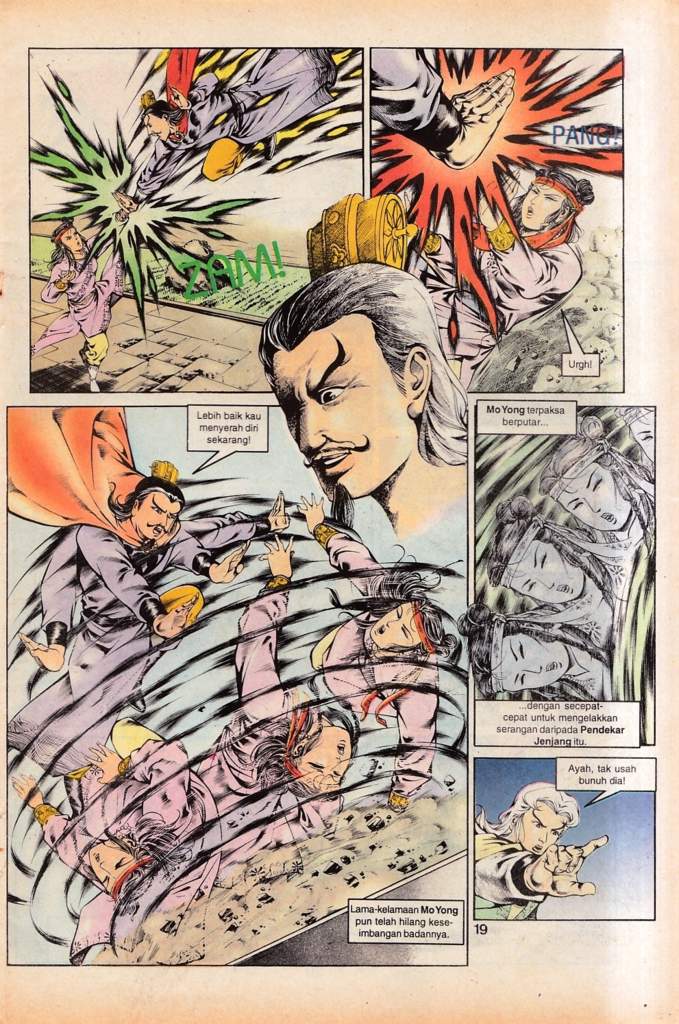 ZAM!
PANG!
Urgh!
Lebih baik kau
menyerah diri
sekarang!
Mo Yong terpaksa
berputar...
...dengan secepat-
cepat untuk mengelakkan
serangan daripada Pendekar
Jenjang itu.
Ayah, tak usah
bunuh dia!
Lama-kelamaan Mo Yong
pun telah hilang kese-
imbangan badannya.
19